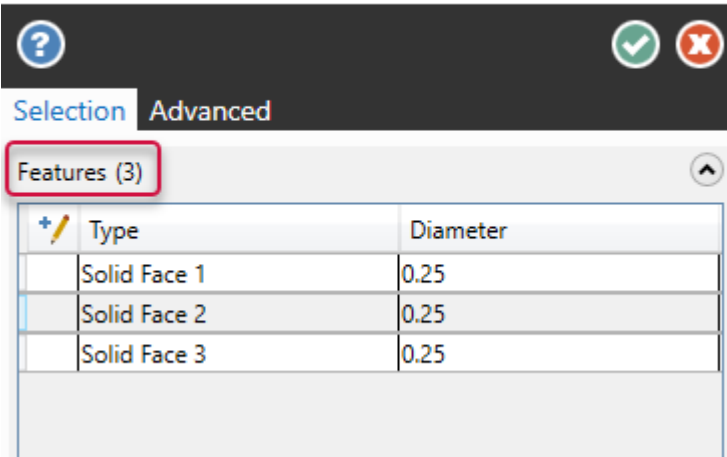 ?
Selection Advanced
Features (3)
Type Diameter
Solid Face 1 0.25
Solid Face 2 0.25
Solid Face 3 0.25